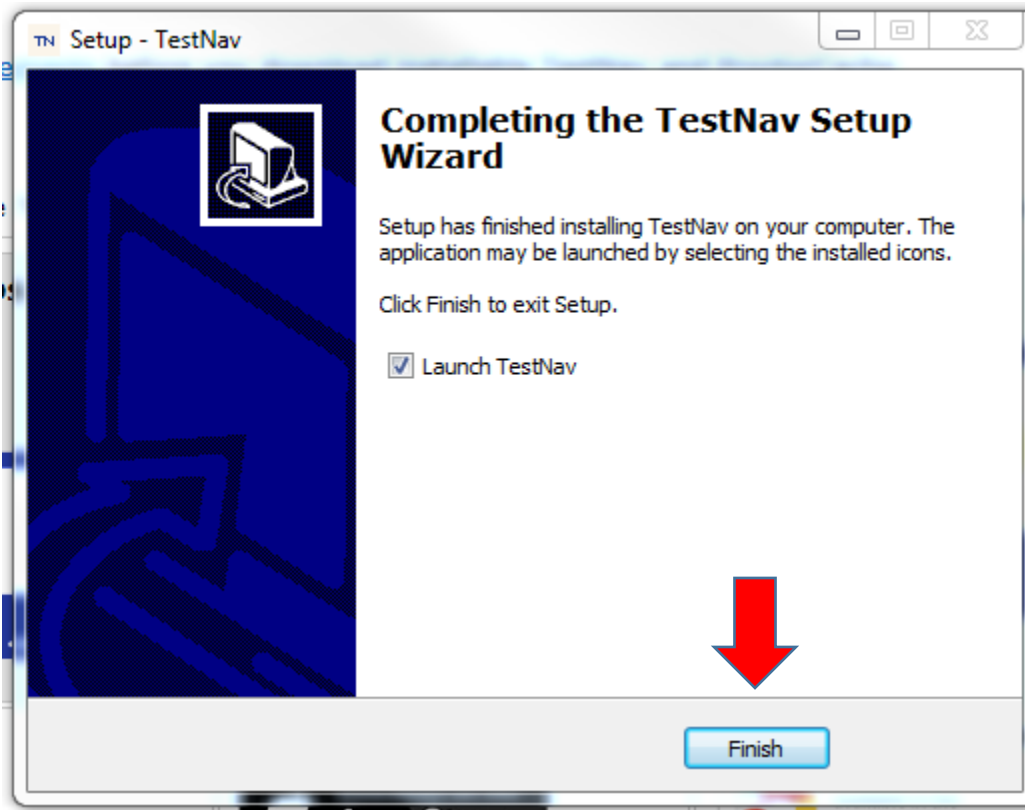 TN Setup - TestNav
Completing the TestNav Setup
Wizard
Setup has finished installing TestNav on your computer. The
application may be launched by selecting the installed icons.
Click Finish to exit Setup.
Launch TestNav
Finish